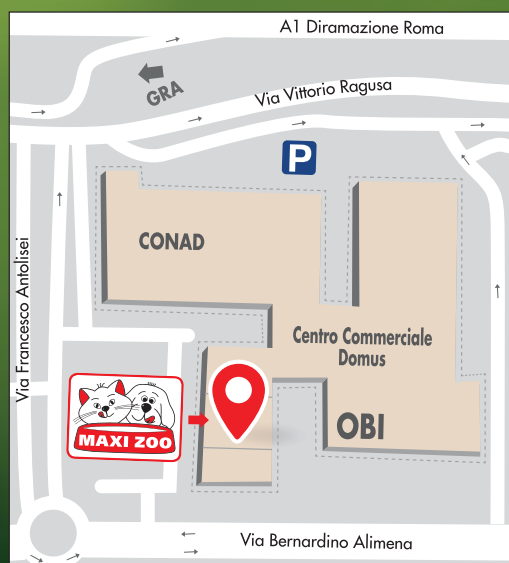 A1 Diramazione Roma
GRA
Via Vittorio Ragusa
P
CONAD
Via Francesco Antolisei
Centro Commerciale
Domus
MAXI ZOO
OBI
Via Bernardino Alimena